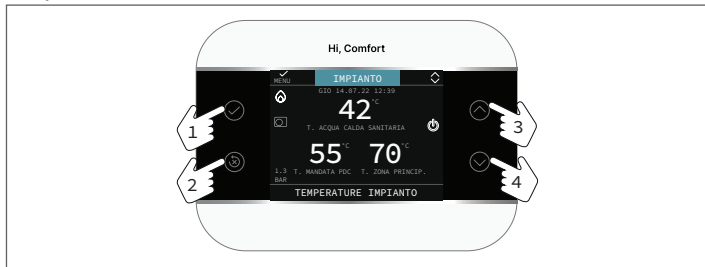 Hi, Comfort
MENU
IMPIANTO
GIO 14.07.22 12:39
42°C
T. ACQUA CALDA SANITARIA
55°C 70°C
1.3 BAR
T. MANDATA PDC T. ZONA PRINCIP.
TEMPERATURE IMPIANTO
1
2
3
4